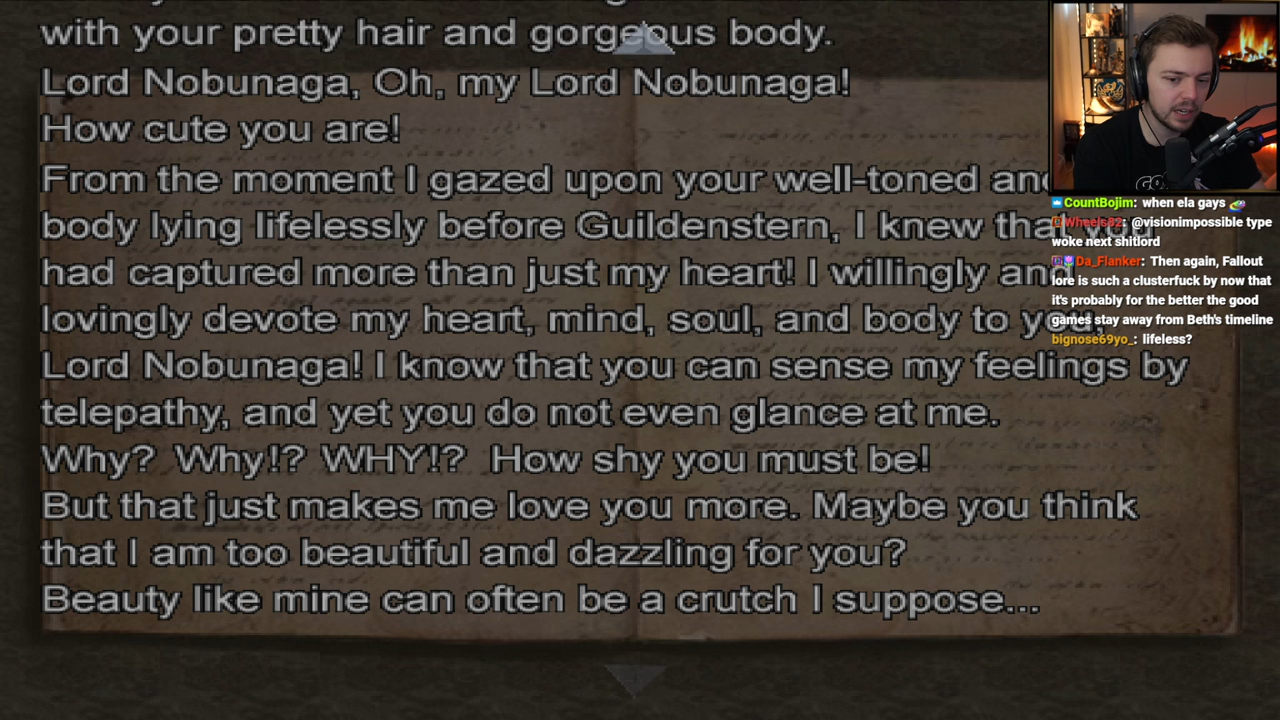 with your pretty hair and gorgeous body.
Lord Nobunaga, Oh, my Lord Nobunaga!
How cute you are!
From the moment I gazed upon your well-toned and
body lying lifelessly before Guildenstern, I knew that
had captured more than just my heart! I willingly and
lovingly devote my heart, mind, soul, and body to you,
Lord Nobunaga! I know that you can sense my feelings by
telepathy, and yet you do not even glance at me.
Why? Why!? WHY!? How shy you must be!
But that just makes me love you more. Maybe you think
that I am too beautiful and dazzling for you?
Beauty like mine can often be a crutch I suppose...
CountBojim: when ela gays
Wheels82: @visionimpossible type
woke next shitlord
Da_Flanker: Then again, Fallout
lore is such a clusterfuck by now that
it's probably for the better the good
games stay away from Beth's timeline
bignose69yo_: lifeless?